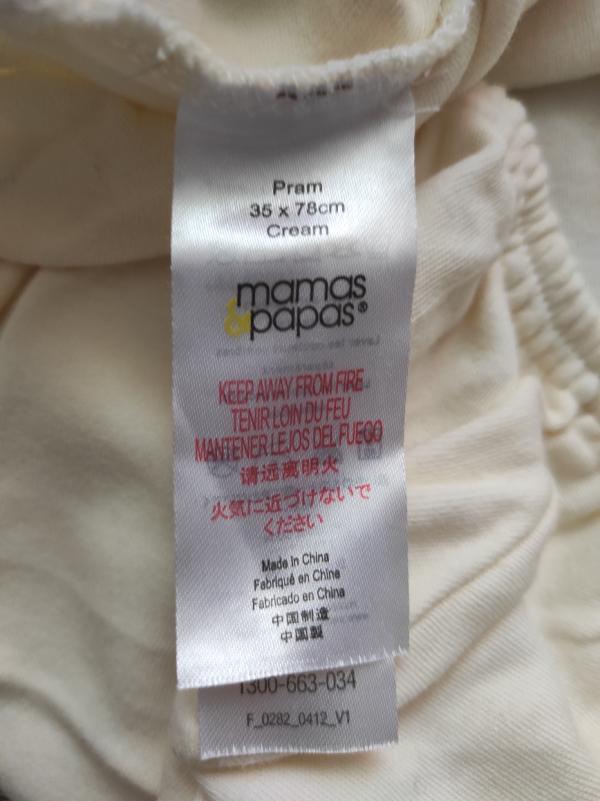 Pram
35 x 78cm
Cream
mamas
& papas®
KEEP AWAY FROM FIRE
TENIR LOIN DU FEU
MANTENER LEJOS DEL FUEGO
请远离明火
火気に近づけないで
ください
Made in China
Fabriqué en Chine
Fabricado en China
中国制造
中国製
1300-663-034
F_0282_0412_V1